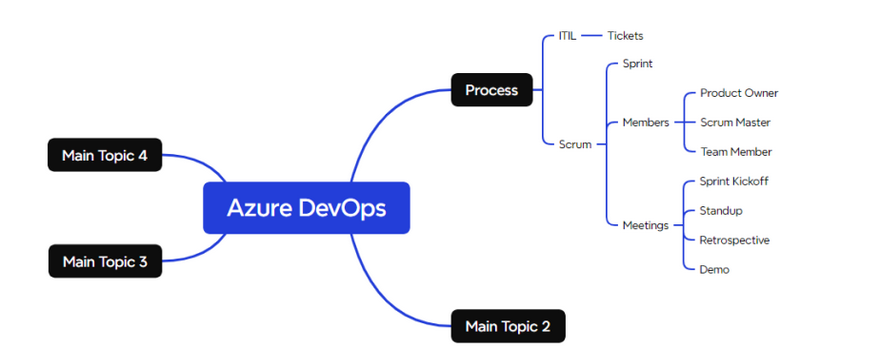 Azure DevOps
Process
ITIL
Tickets
Scrum
Sprint
Members
Product Owner
Scrum Master
Team Member
Meetings
Sprint Kickoff
Standup
Retrospective
Demo
Main Topic 2
Main Topic 3
Main Topic 4